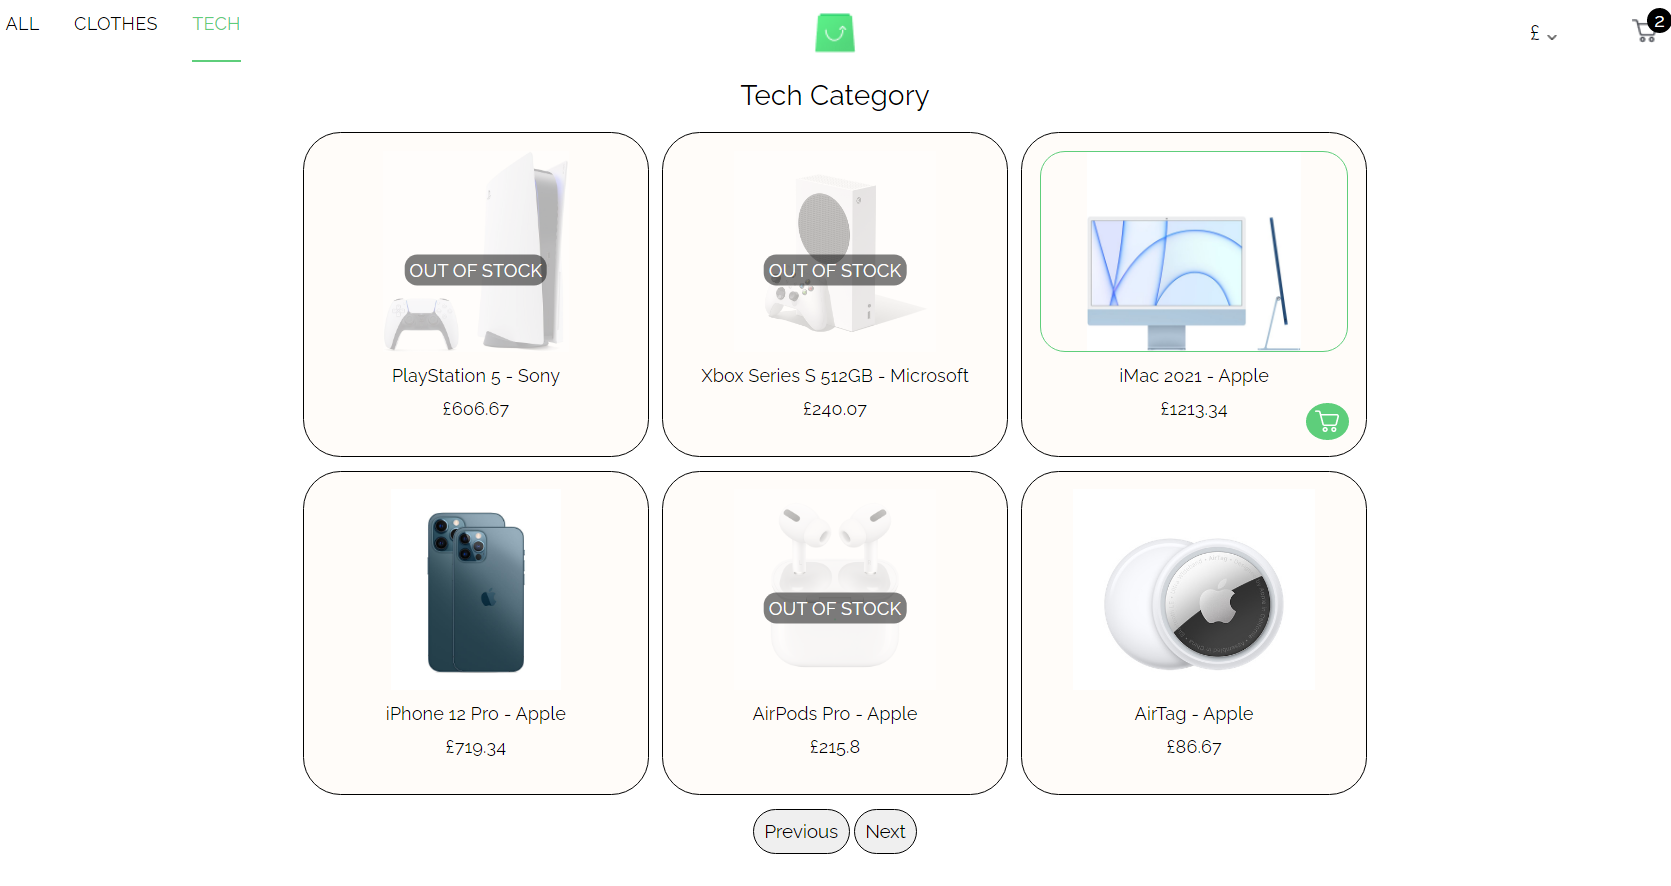 ALL CLOTHES TECH £ 2
Tech Category
OUT OF STOCK
PlayStation 5 - Sony
£606.67
OUT OF STOCK
Xbox Series S 512GB - Microsoft
£240.07
iMac 2021 - Apple
£1213.34
iPhone 12 Pro - Apple
£719.34
OUT OF STOCK
AirPods Pro - Apple
£215.8
AirTag - Apple
£86.67
Previous Next